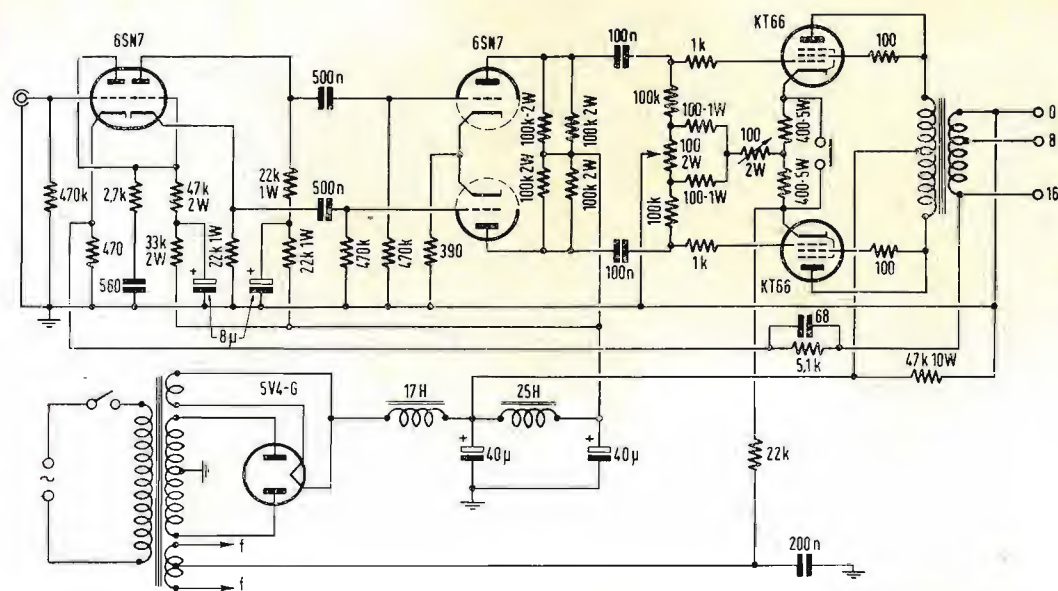 6SN7
500n
500n
470k
2,7k
47k
2W
33k
2W
22k
1W
22k 1W
22k 1W
470
560
8µ
470k
470k
390
6SN7
100k-2W
100k 2W
100k 2W
100k 2W
100n
100n
1k
100k
100-1W
100
2W
100-1W
100k
1k
100
2W
400-5W
400-5W
KT66
100
KT66
100
0
8
16
68
5,1k
47k 10W
5V4-G
17H
25H
40µ
40µ
22k
200n
f
f